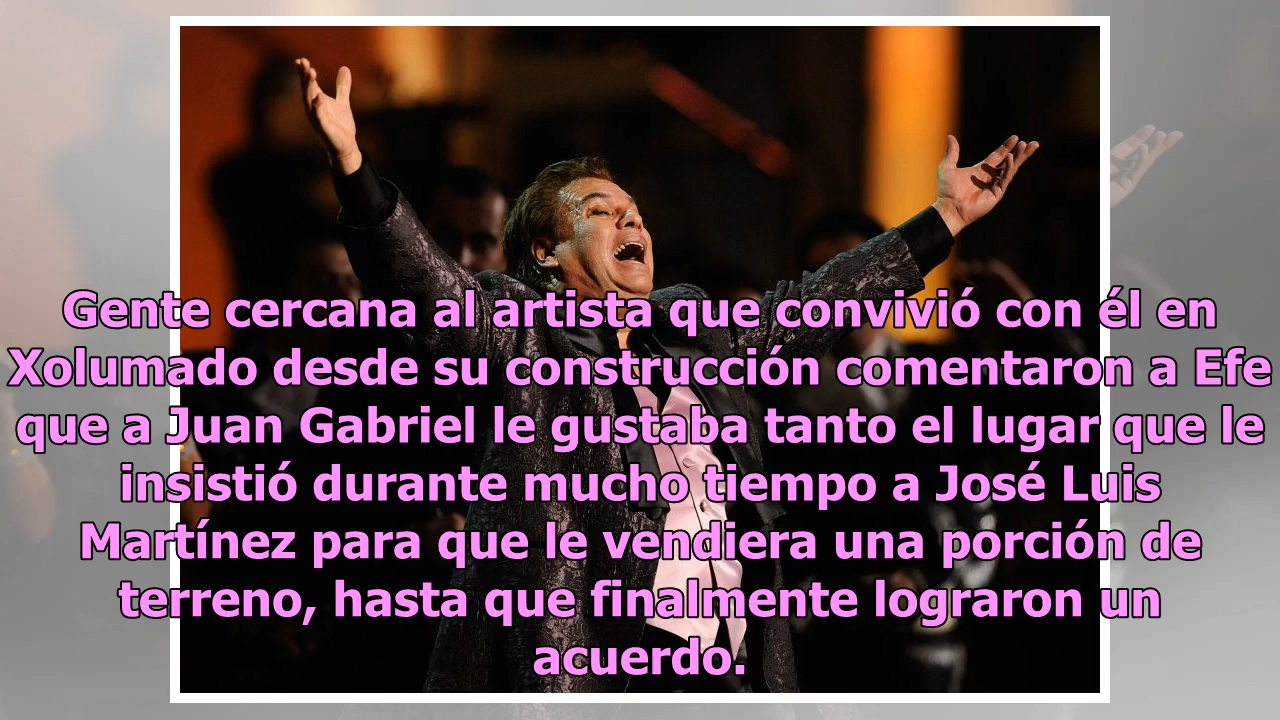 Gente cercana al artista que convivió con él en
Xolumado desde su construcción comentaron a Efe
que a Juan Gabriel le gustaba tanto el lugar que le
insistió durante mucho tiempo a José Luis
Martínez para que le vendiera una porción de
terreno, hasta que finalmente lograron un
acuerdo.